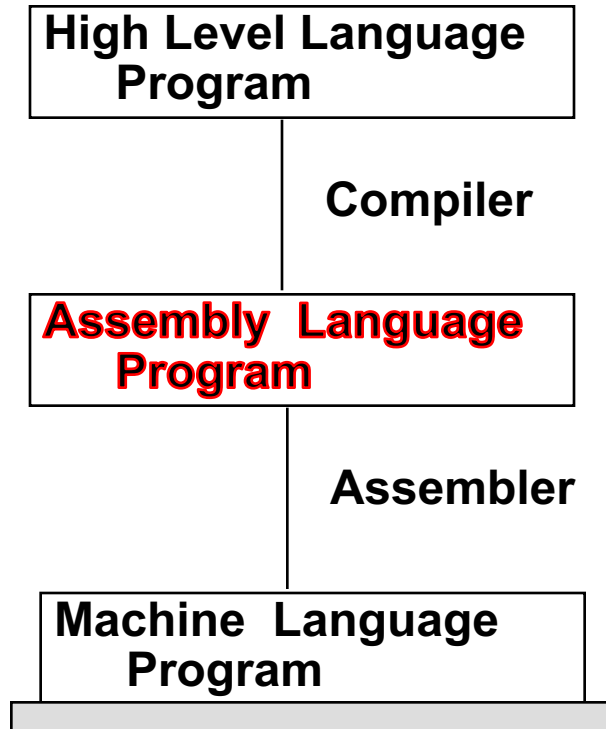 High Level Language
Program
Compiler
Assembly Language
Program
Assembler
Machine Language
Program